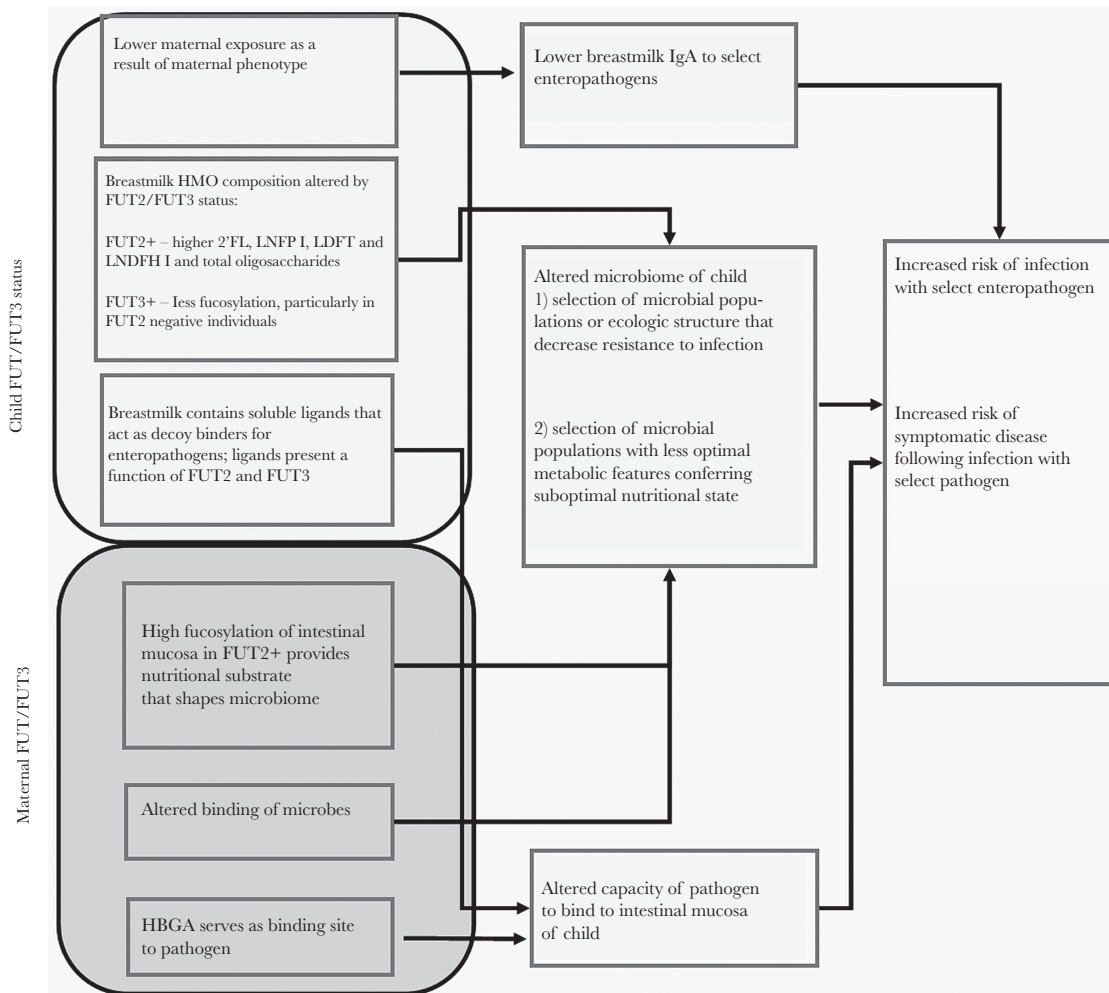 Child FUT/FUT3 status
Lower maternal exposure as a
result of maternal phenotype
Breastmilk HMO composition altered by
FUT2/FUT3 status:
FUT2+ – higher 2’FL, LNFP I, LDFT and
LNDFH I and total oligosaccharides
FUT3+ – less fucosylation, particularly in
FUT2 negative individuals
Breastmilk contains soluble ligands that
act as decoy binders for
enteropathogens; ligands present a
function of FUT2 and FUT3
Maternal FUT/FUT3
High fucosylation of intestinal
mucosa in FUT2+ provides
nutritional substrate
that shapes microbiome
Altered binding of microbes
HBGA serves as binding site
to pathogen
Lower breastmilk IgA to select
enteropathogens
Altered microbiome of child
1) selection of microbial popu-
lations or ecologic structure that
decrease resistance to infection
2) selection of microbial
populations with less optimal
metabolic features conferring
suboptimal nutritional state
Altered capacity of pathogen
to bind to intestinal mucosa
of child
Increased risk of infection
with select enteropathogen
Increased risk of
symptomatic disease
following infection with
select pathogen